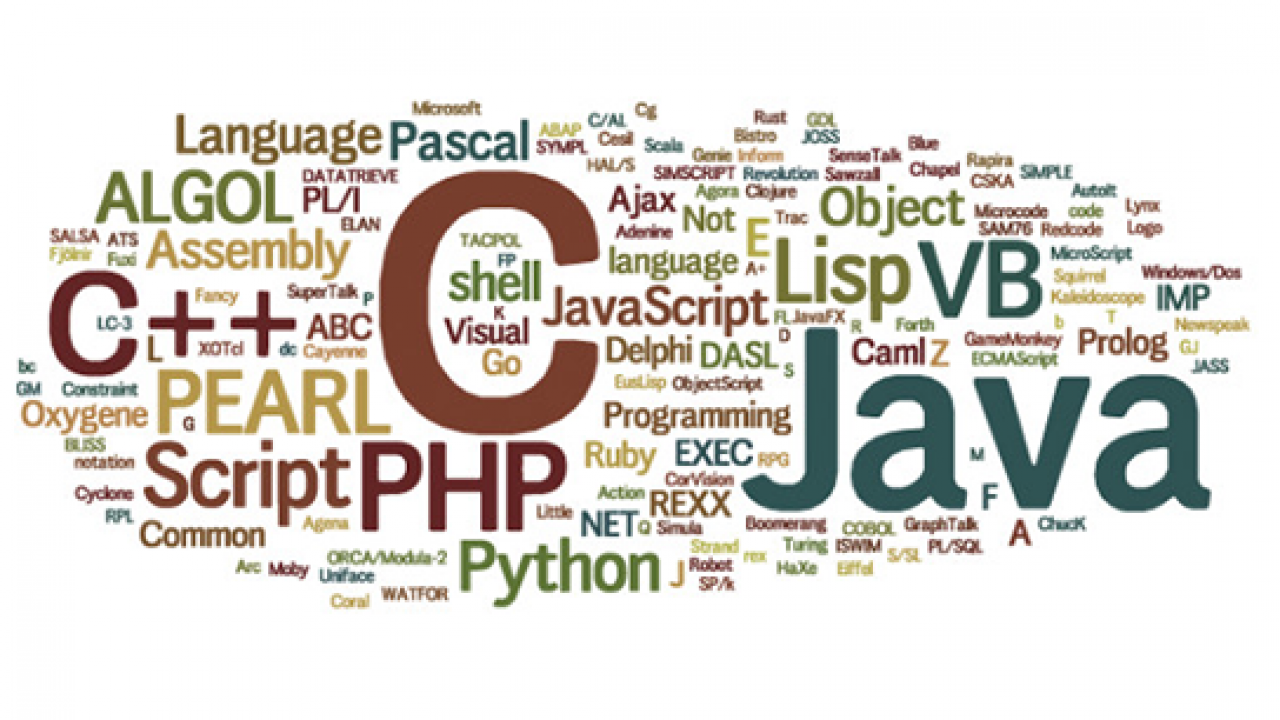 Microsoft
Cg
Language
Pascal
ABAP
C/AL
Rust
GDL
SYMPL
Cesil
Scala
Bistro
JOSS
HAL/S
Genie
Inform
SenseTalk
Blue
DATATRIEVE
SIMSCRIPT
Revolution
Sawzall
Chapel
Rapira
SiMPLE
CSKA
ALGOL
PL/I
C
Ajax
Agora
Clojure
Object
AutoIt
ELAN
Not
Trac
Microcode
code
Lynx
SALSA
ATS
Adenine
E
SAM76
Redcode
Logo
Fjölnir
Fuxi
Assembly
TACPOL
FP
shell
language
A+
Lisp
VB
MicroScript
C++
Fancy
SuperTalk
P
K
JavaScript
Squirrel
Windows/Dos
Kaleidoscope
IMP
LC-3
ABC
Visual
FL
JavaFX
R
Forth
b
T
Newspeak
L
XOTcl
dc
Cayenne
Go
Delphi
DASL
D
Caml
Z
GameMonkey
ECMAScript
Prolog
GJ
JASS
bc
GM
Constraint
EusLisp
ObjectScript
S
Java
Oxygene
PEARL
G
Programming
BLISS
notation
Script
PHP
Ruby
EXEC
RPG
M
Cyclone
RPL
Action
CorVision
REXX
F
Common
Agena
Little
NET
Q
Simula
Boomerang
COBOL
GraphTalk
A
ChucK
ORCA/Modula-2
Python
Strand
rex
Turing
ISWIM
S/SL
PL/SQL
Arc
Moby
Uniface
J
Robot
HaXe
Eiffel
Coral
WATFOR
SP/k